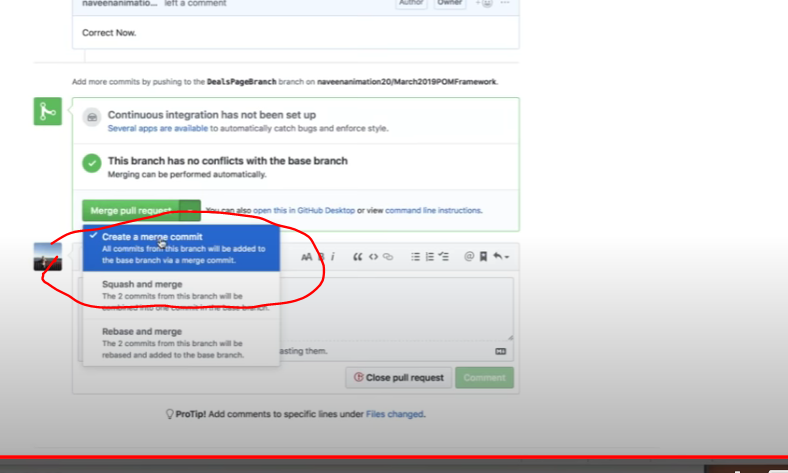 naveenanimatio... left a comment
Author Owner
Correct Now.
Add more commits by pushing to the DealsPageBranch branch on naveenanimation20/March2019POMFramework.
Continuous integration has not been set up
Several apps are available to automatically catch bugs and enforce style.
This branch has no conflicts with the base branch
Merging can be performed automatically.
Merge pull request
You can also open this in GitHub Desktop or view command line instructions.
Create a merge commit
All commits from this branch will be added to
the base branch via a merge commit.
AA B i
Squash and merge
The 2 commits from this branch will be
combined into one commit in the base branch.
Rebase and merge
The 2 commits from this branch will be
rebased and added to the base branch.
asting them.
Close pull request
Comment
ProTip! Add comments to specific lines under Files changed.